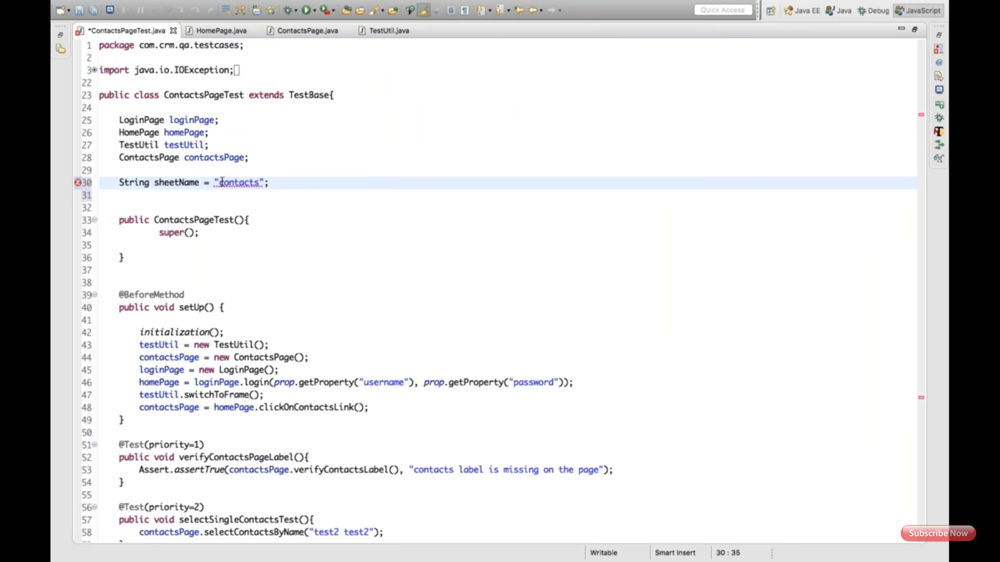 Quick Access
Java EE
Java
Debug
JavaScript
*ContactsPageTest.java
HomePage.java
ContactsPage.java
TestUtil.java
1 package com.crm.qa.testcases;
2
3 import java.io.IOException;
22
23 public class ContactsPageTest extends TestBase{
24
25 LoginPage loginPage;
26 HomePage homePage;
27 TestUtil testUtil;
28 ContactsPage contactsPage;
29
30 String sheetName = "contacts";
31
32
33 public ContactsPageTest(){
34 super();
35
36 }
37
38
39 @BeforeMethod
40 public void setUp() {
41
42 initialization();
43 testUtil = new TestUtil();
44 contactsPage = new ContactsPage();
45 loginPage = new LoginPage();
46 homePage = loginPage.login(prop.getProperty("username"), prop.getProperty("password"));
47 testUtil.switchToFrame();
48 contactsPage = homePage.clickOnContactsLink();
49 }
50
51 @Test(priority=1)
52 public void verifyContactsPageLabel(){
53 Assert.assertTrue(contactsPage.verifyContactsLabel(), "contacts label is missing on the page");
54 }
55
56 @Test(priority=2)
57 public void selectSingleContactsTest(){
58 contactsPage.selectContactsByName("test2 test2");
Subscribe Now
Writable
Smart Insert
30 : 35